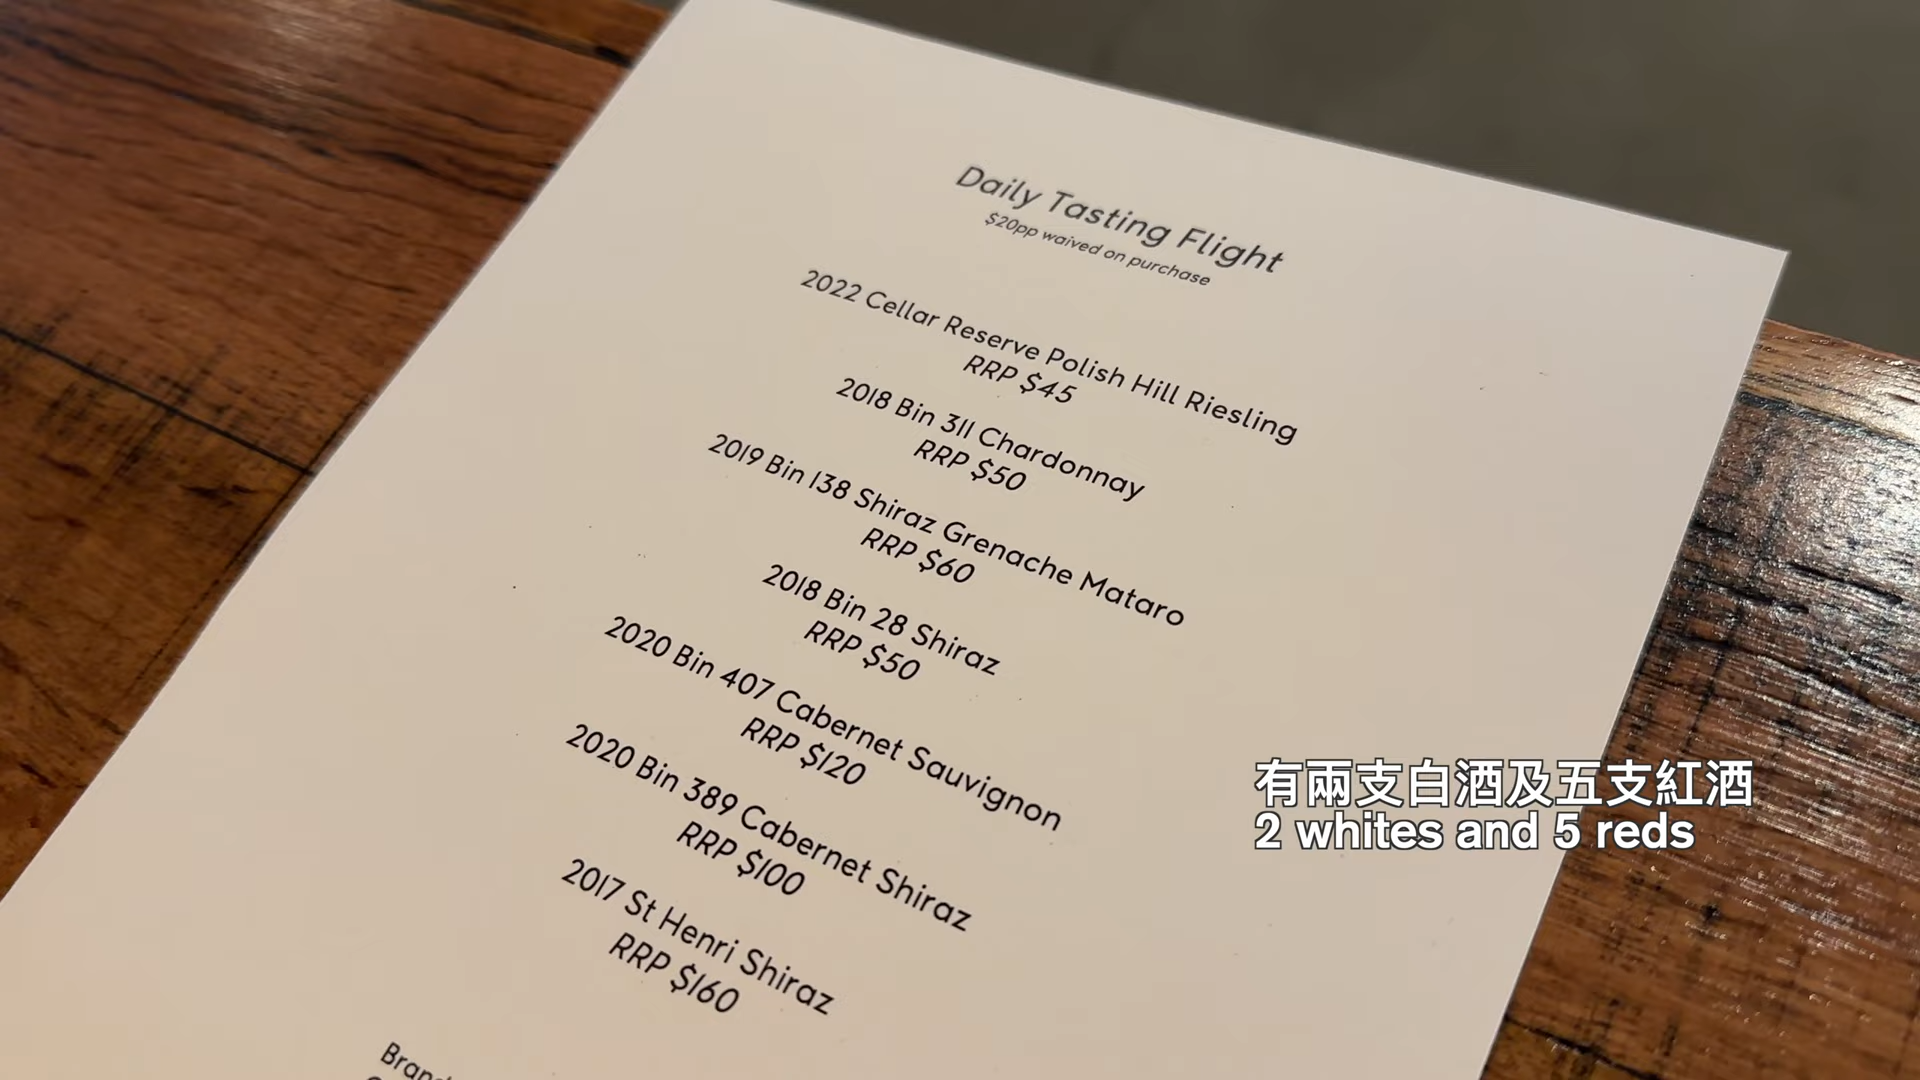 Daily Tasting Flight
$20pp waived on purchase
2022 Cellar Reserve Polish Hill Riesling
RRP $45
2018 Bin 311 Chardonnay
RRP $50
2019 Bin 138 Shiraz Grenache Mataro
RRP $60
2018 Bin 28 Shiraz
RRP $50
2020 Bin 407 Cabernet Sauvignon
RRP $120
2020 Bin 389 Cabernet Shiraz
RRP $100
2017 St Henri Shiraz
RRP $160
有兩支白酒及五支紅酒
2 whites and 5 reds